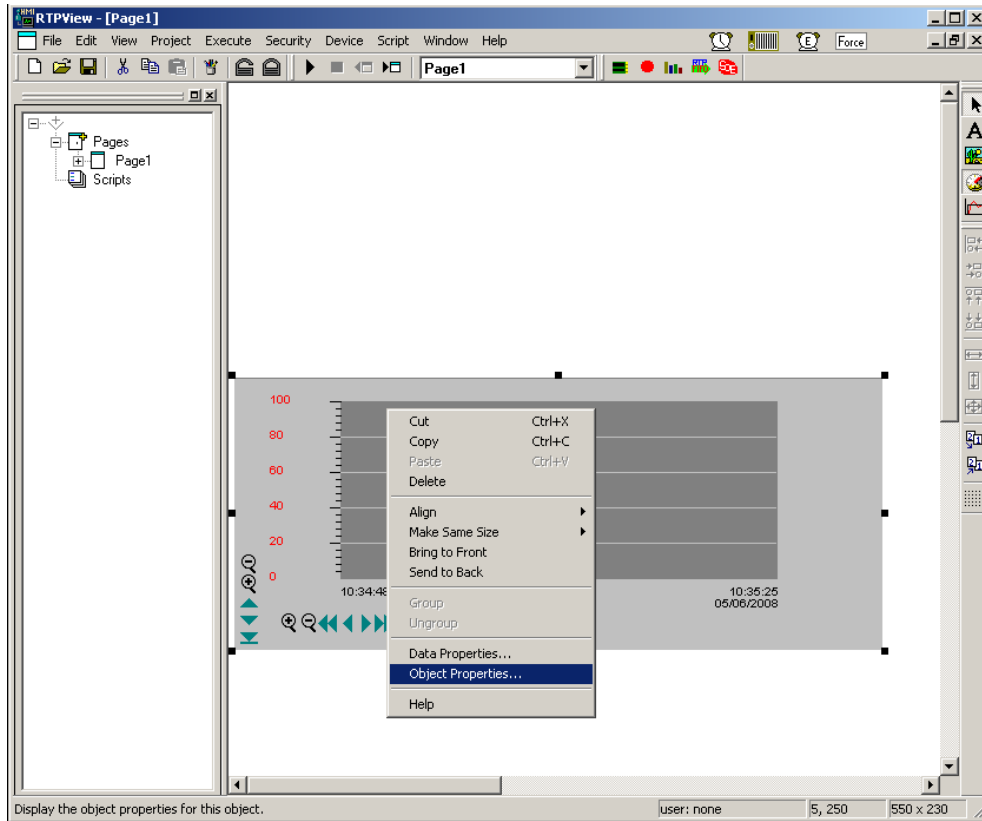 RTPView - [Page1]
File Edit View Project Execute Security Device Script Window Help
E
Force
Page1
Pages
Page1
Scripts
A
100
80
60
40
20
0
10:34:48
10:35:25
05/06/2008
Cut Ctrl+X
Copy Ctrl+C
Paste Ctrl+V
Delete
Align
Make Same Size
Bring to Front
Send to Back
Group
Ungroup
Data Properties...
Object Properties...
Help
Display the object properties for this object.
user: none
5, 250
550 x 230